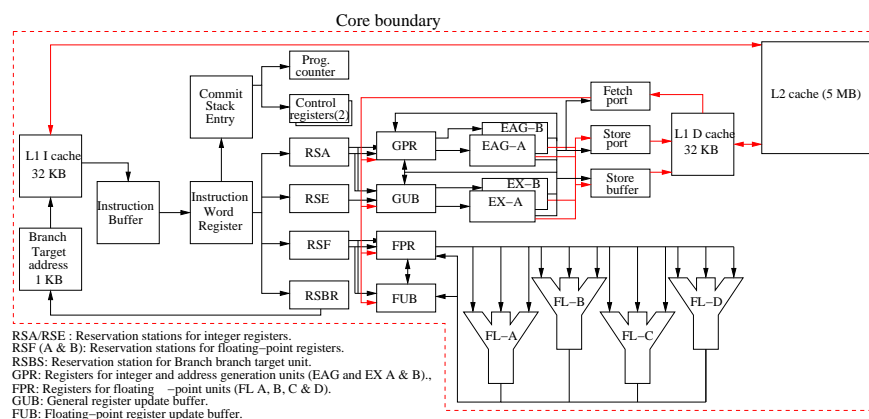 Core boundary
Prog.
counter
Commit
Stack
Entry
Control
registers(2)
Fetch
port
L2 cache (5 MB)
L1 I cache
32 KB
RSA
GPR
EAG-B
EAG-A
Store
port
L1 D cache
32 KB
Instruction
Buffer
Instruction
Word
Register
RSE
GUB
EX-B
EX-A
Store
buffer
Branch
Target
address
1 KB
RSF
FPR
RSBR
FUB
FL-A
FL-B
FL-C
FL-D
RSA/RSE : Reservation stations for integer registers.
RSF (A & B): Reservation stations for floating-point registers.
RSBS: Reservation station for Branch branch target unit.
GPR: Registers for integer and address generation units (EAG and EX A & B).,
FPR: Registers for floating -point units (FL A, B, C & D).
GUB: General register update buffer.
FUB: Floating-point register update buffer.